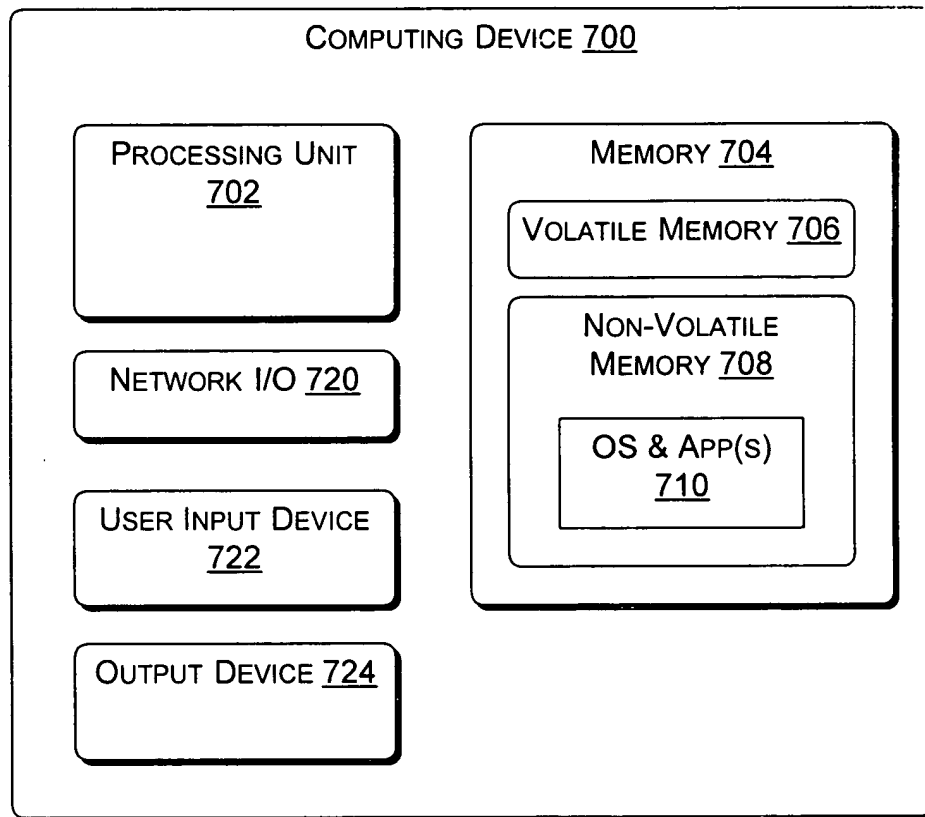 COMPUTING DEVICE 700
PROCESSING UNIT
702
NETWORK I/O 720
USER INPUT DEVICE
722
OUTPUT DEVICE 724
MEMORY 704
VOLATILE MEMORY 706
NON-VOLATILE
MEMORY 708
OS & APP(S)
710